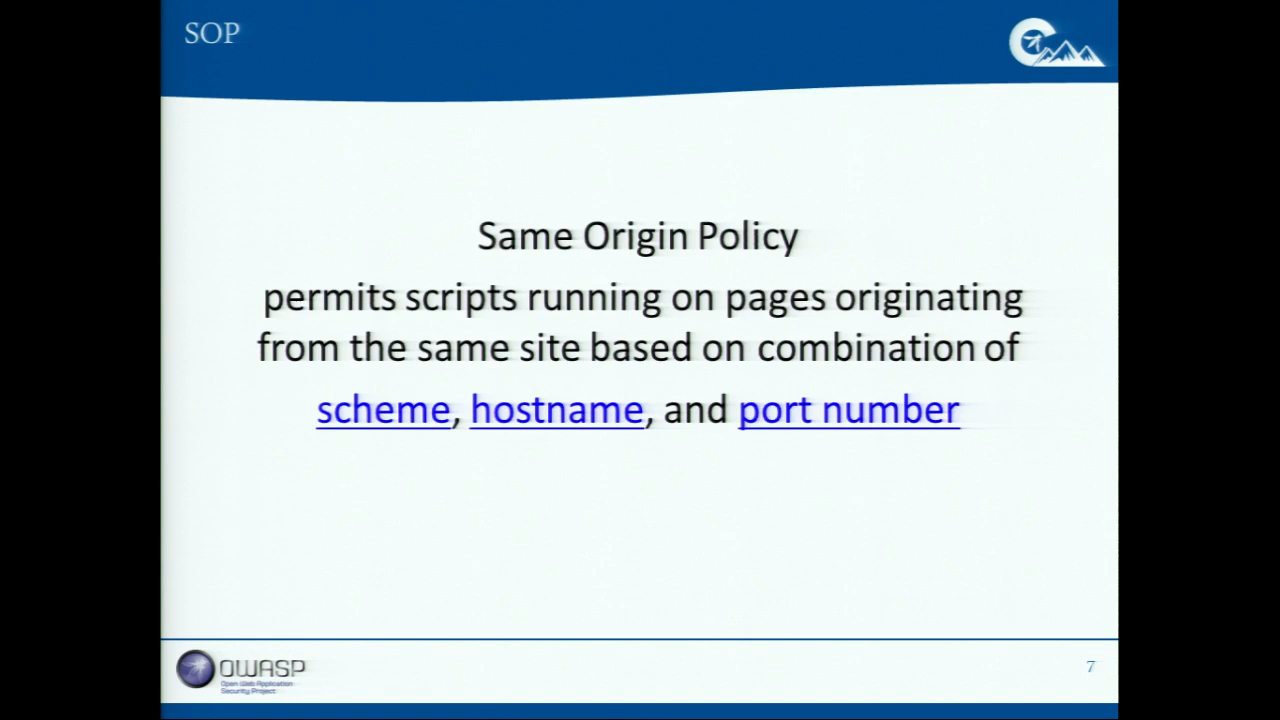 SOP
Same Origin Policy
permits scripts running on pages originating
from the same site based on combination of
scheme, hostname, and port number
OWASP
Open Web Application
Security Project
7